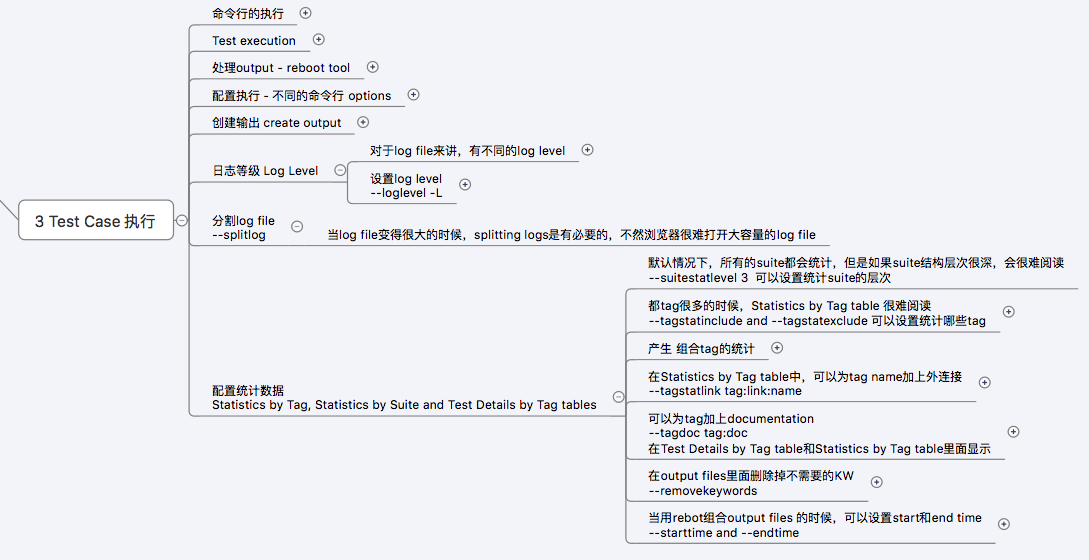 命令行的执行
Test execution
处理output - reboot tool
配置执行 - 不同的命令行 options
创建输出 create output
对于log file来讲，有不同的log level
日志等级 Log Level
设置log level
--loglevel -L
3 Test Case 执行
分割log file
--splitlog
当log file变得很大的时候，splitting logs是有必要的，不然浏览器很难打开大容量的log file
默认情况下，所有的suite都会统计，但是如果suite结构层次很深，会很难阅读
--suitestatlevel 3 可以设置统计suite的层次
都tag很多的时候，Statistics by Tag table 很难阅读
--tagstatinclude and --tagstatexclude 可以设置统计哪些tag
产生 组合tag的统计
配置统计数据
Statistics by Tag, Statistics by Suite and Test Details by Tag tables
在Statistics by Tag table中，可以为tag name加上外连接
--tagstatlink tag:link:name
可以为tag加上documentation
--tagdoc tag:doc
在Test Details by Tag table和Statistics by Tag table里面显示
在output files里面删除掉不需要的KW
--removekeywords
当用rebot组合output files 的时候，可以设置start和end time
--starttime and --endtime